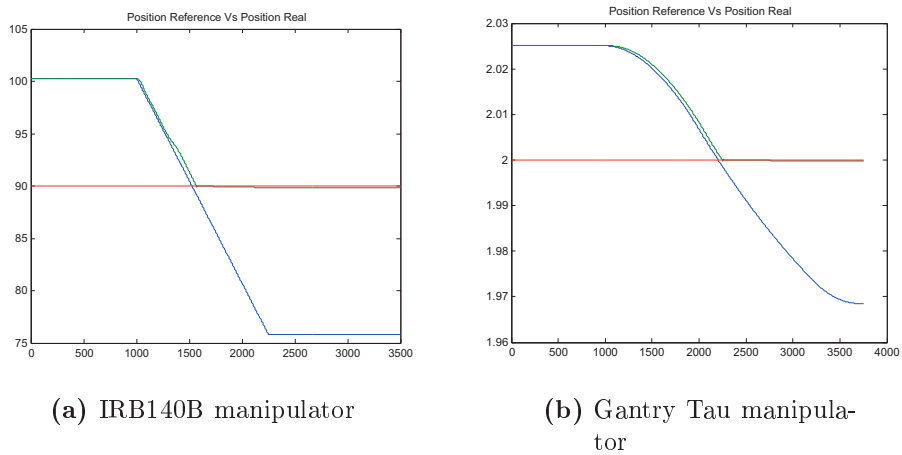 Position Reference Vs Position Real
105
100
95
90
85
80
75
0 500 1000 1500 2000 2500 3000 3500
(a) IRB140B manipulator
Position Reference Vs Position Real
2.03
2.02
2.01
2
1.99
1.98
1.97
1.96
0 500 1000 1500 2000 2500 3000 3500 4000
(b) Gantry Tau manipula-
tor